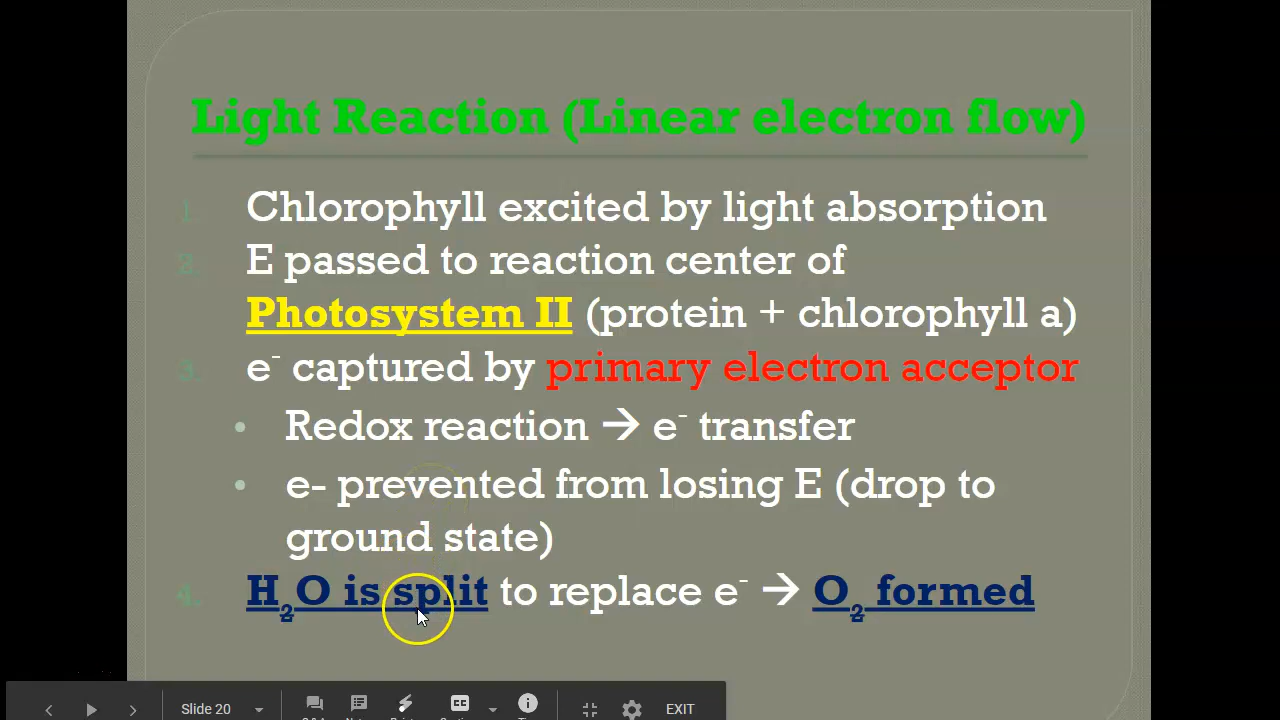 Light Reaction (Linear electron flow)
1. Chlorophyll excited by light absorption
2. E passed to reaction center of
Photosystem II (protein + chlorophyll a)
3. e⁻ captured by primary electron acceptor
• Redox reaction → e⁻ transfer
• e- prevented from losing E (drop to
ground state)
4. H₂O is split to replace e⁻ → O₂ formed
Slide 20
CC
EXIT